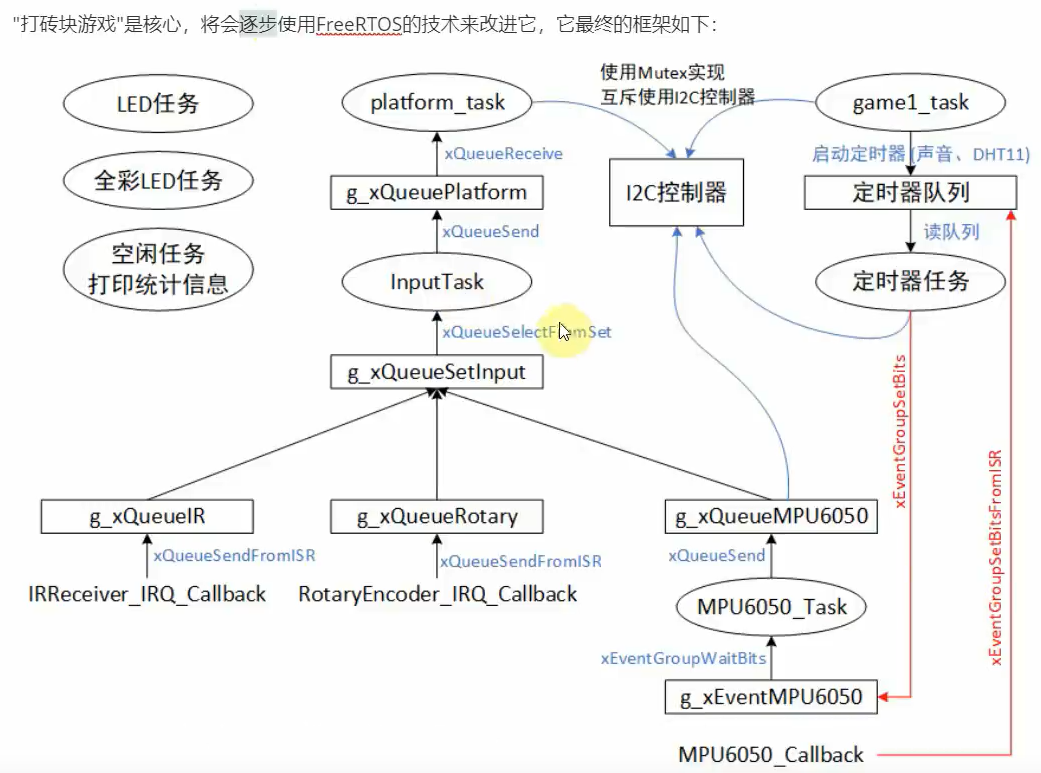 "打砖块游戏"是核心，将会逐步使用FreeRTOS的技术来改进它，它最终的框架如下：
LED任务
全彩LED任务
空闲任务
打印统计信息
platform_task
xQueueReceive
g_xQueuePlatform
xQueueSend
InputTask
xQueueSelectFromSet
g_xQueueSetInput
使用Mutex实现
互斥使用I2C控制器
I2C控制器
game1_task
启动定时器(声音、DHT11)
定时器队列
读队列
定时器任务
xEventGroupSetBits
xEventGroupSetBitsFromISR
g_xQueueIR
xQueueSendFromISR
IRReceiver_IRQ_Callback
g_xQueueRotary
xQueueSendFromISR
RotaryEncoder_IRQ_Callback
g_xQueueMPU6050
xQueueSend
MPU6050_Task
xEventGroupWaitBits
g_xEventMPU6050
MPU6050_Callback